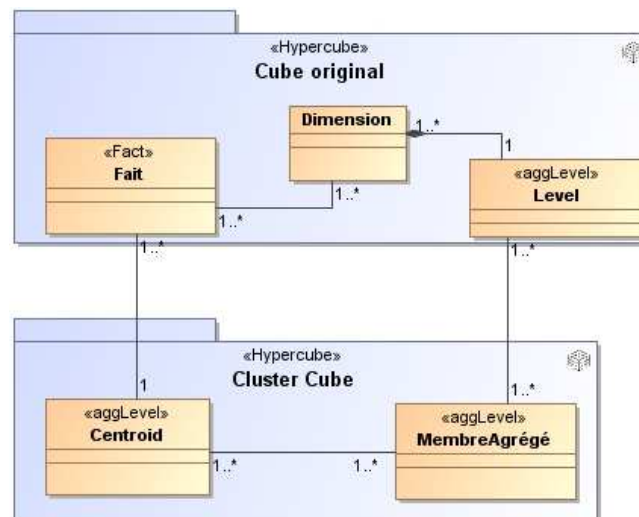 «Hypercube»
Cube original
Dimension
1..*
1
«Fact»
Fait
«aggLevel»
Level
1..*
1..*
1..*
1..*
«Hypercube»
Cluster Cube
1
1..*
«aggLevel»
Centroid
«aggLevel»
MembreAgrégé
1..*
1..*